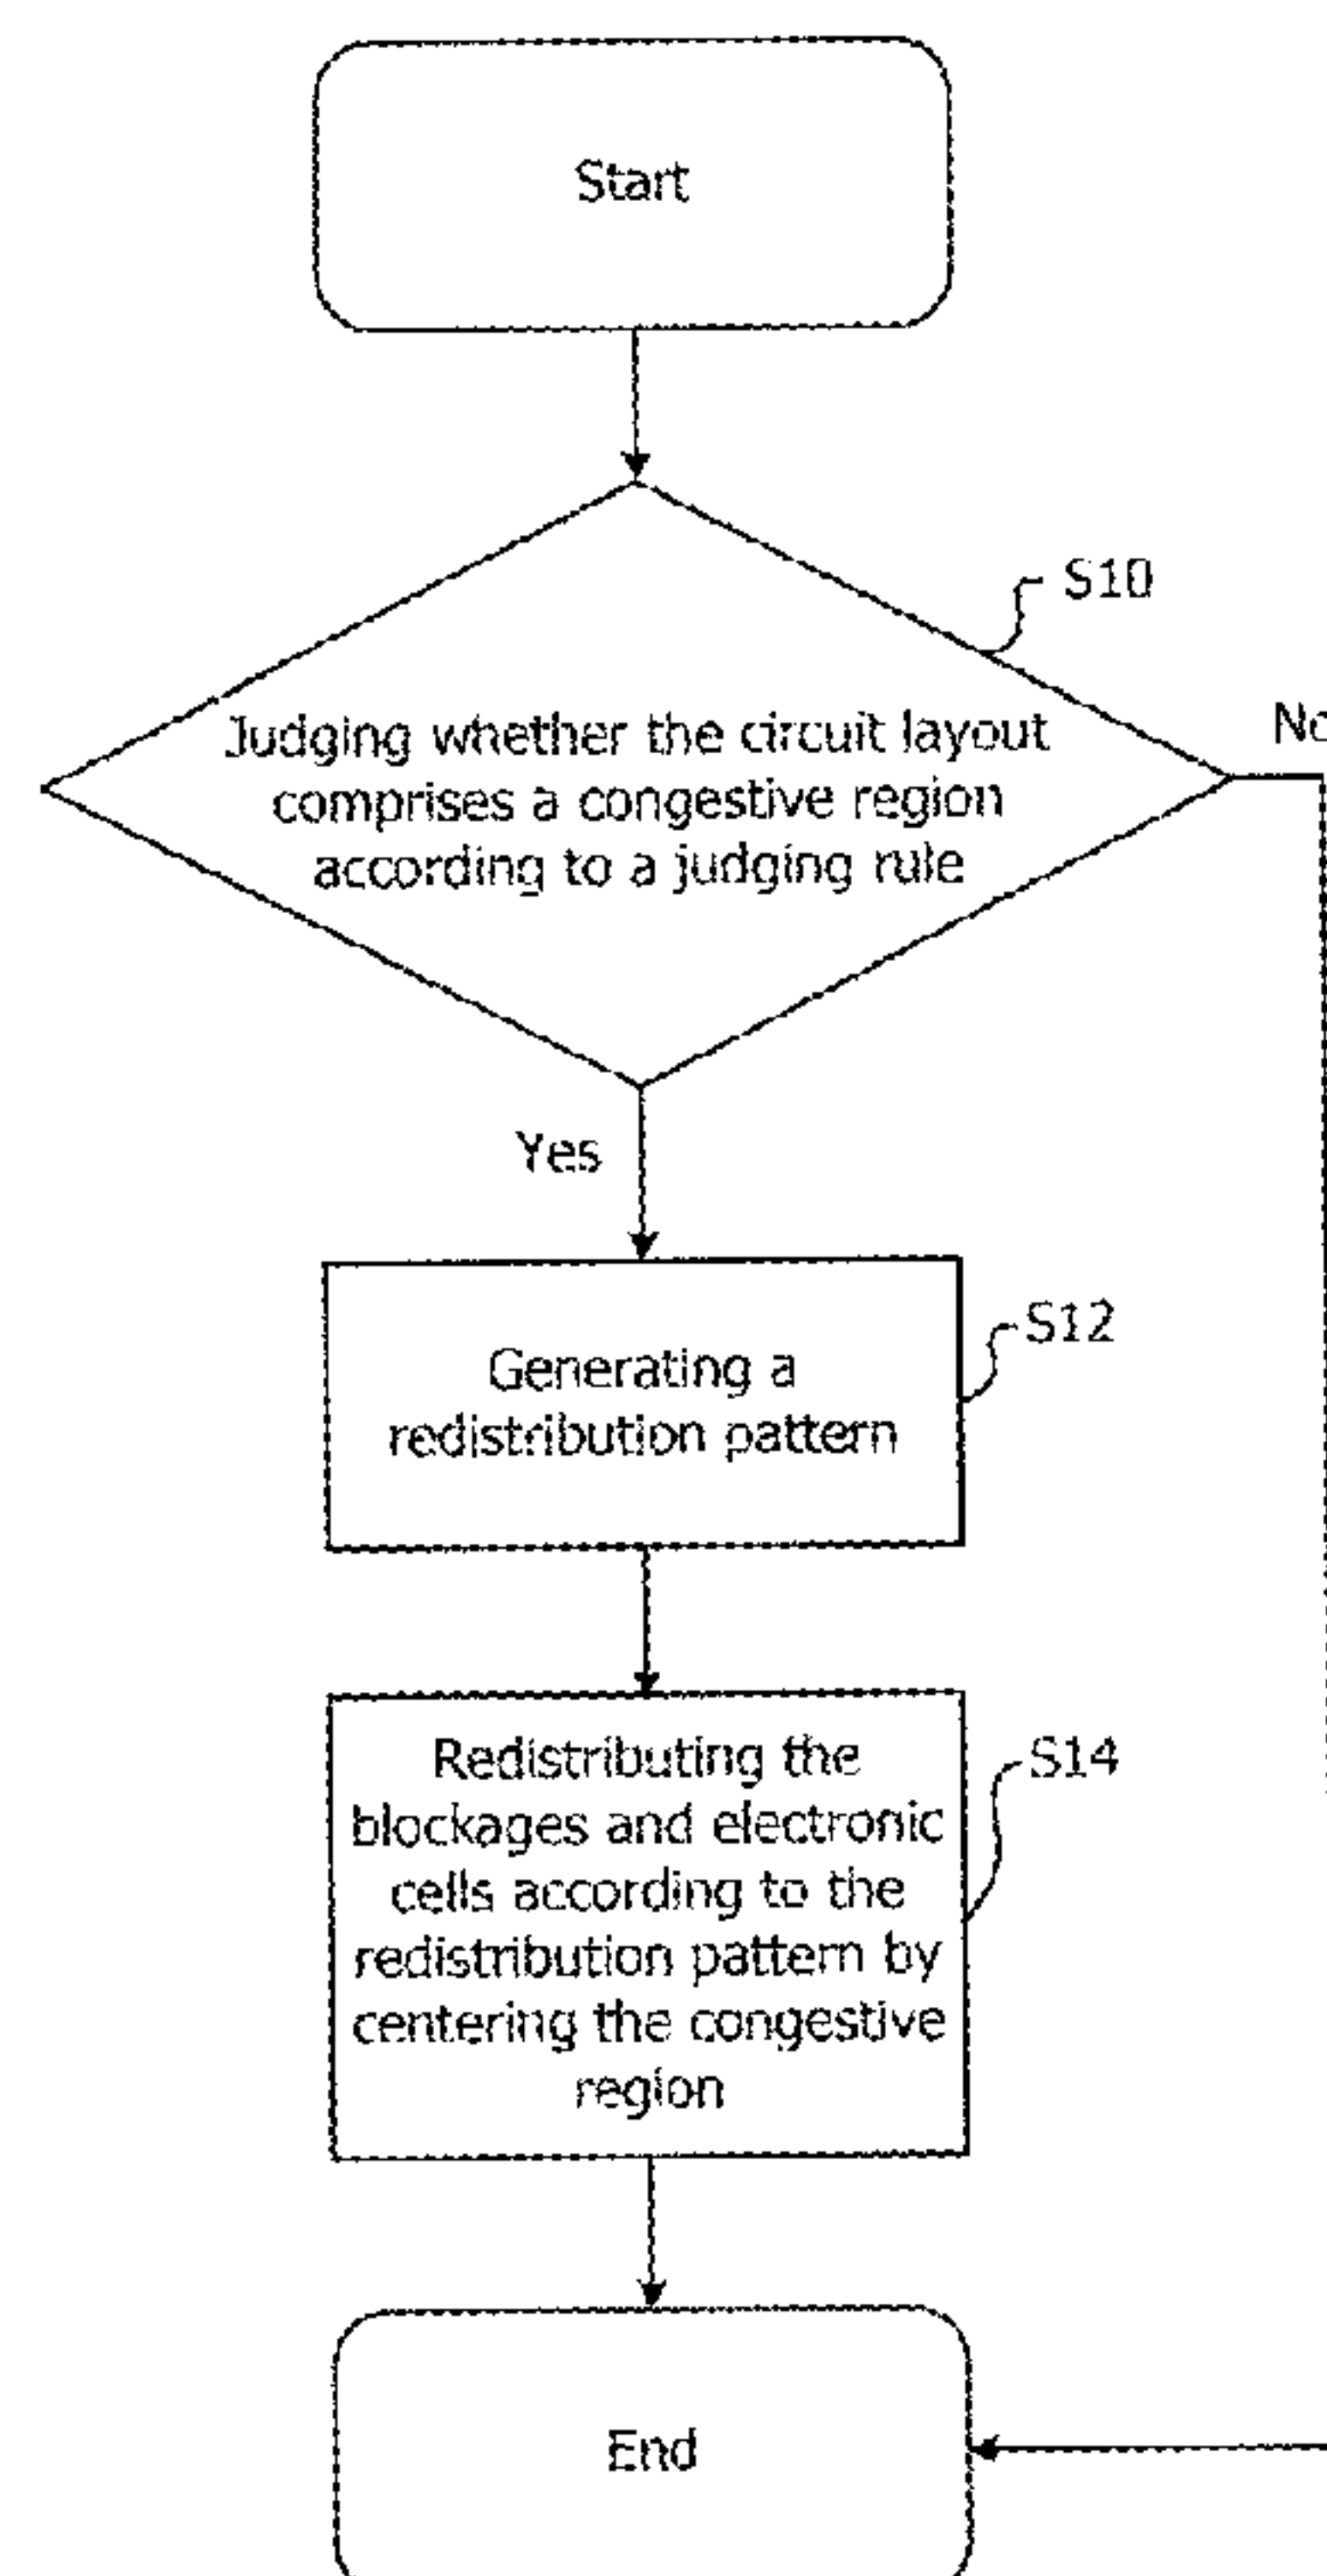 Start
S10
Judging whether the circuit layout
comprises a congestive region
according to a judging rule
No
Yes
Generating a
redistribution pattern
S12
Redistributing the
blockages and electronic
cells according to the
redistribution pattern by
centering the congestive
region
S14
End